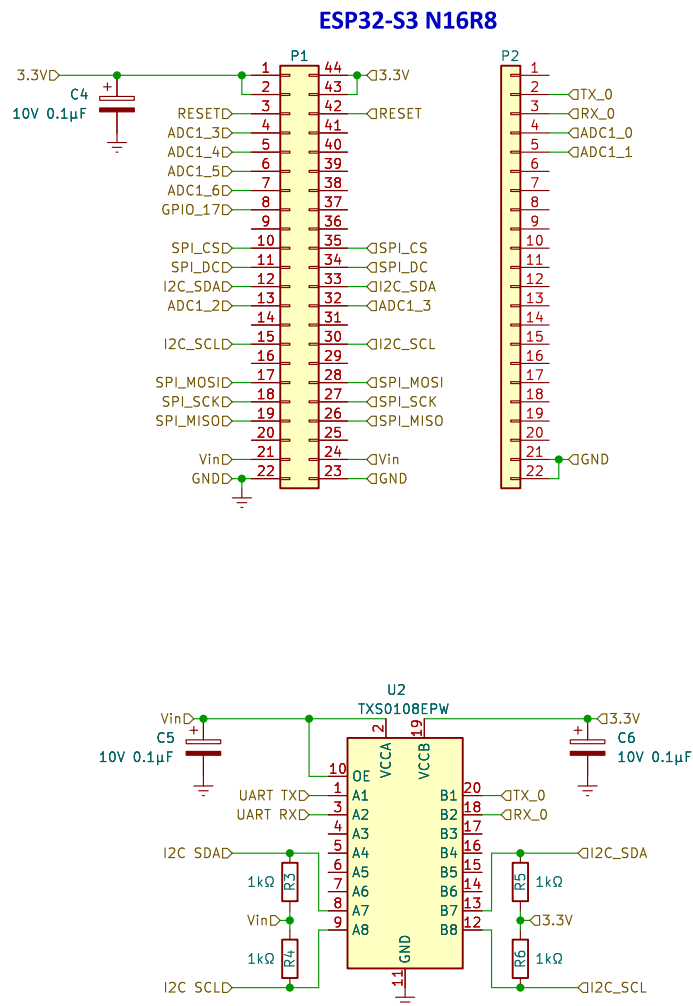 ESP32-S3 N16R8
P1 P2
3.3V 1 44 3.3V 1
C4 2 43 2 TX_0
10V 0.1µF RESET 3 42 RESET 3 RX_0
ADC1_3 4 41 4 ADC1_0
ADC1_4 5 40 5 ADC1_1
ADC1_5 6 39 6
ADC1_6 7 38 7
GPIO_17 8 37 8
9 36 9
SPI_CS 10 35 SPI_CS 10
SPI_DC 11 34 SPI_DC 11
I2C_SDA 12 33 I2C_SDA 12
ADC1_2 13 32 ADC1_3 13
14 31 14
I2C_SCL 15 30 I2C_SCL 15
16 29 16
SPI_MOSI 17 28 SPI_MOSI 17
SPI_SCK 18 27 SPI_SCK 18
SPI_MISO 19 26 SPI_MISO 19
20 25 20
Vin 21 24 Vin 21 GND
GND 22 23 GND 22
U2
TXS0108EPW
Vin 2 19 3.3V
+ C5 VCCA VCCB + C6
10V 0.1µF 10V 0.1µF
10 OE
UART TX 1 A1 B1 20 TX_0
UART RX 3 A2 B2 18 RX_0
4 A3 B3 17
I2C SDA 5 A4 B4 16 I2C_SDA
6 A5 B5 15
1kΩ R3 7 A6 B6 14 R5 1kΩ
8 A7 B7 13
Vin 9 A8 B8 12 3.3V
1kΩ R4 GND R6 1kΩ
11
I2C SCL I2C_SCL